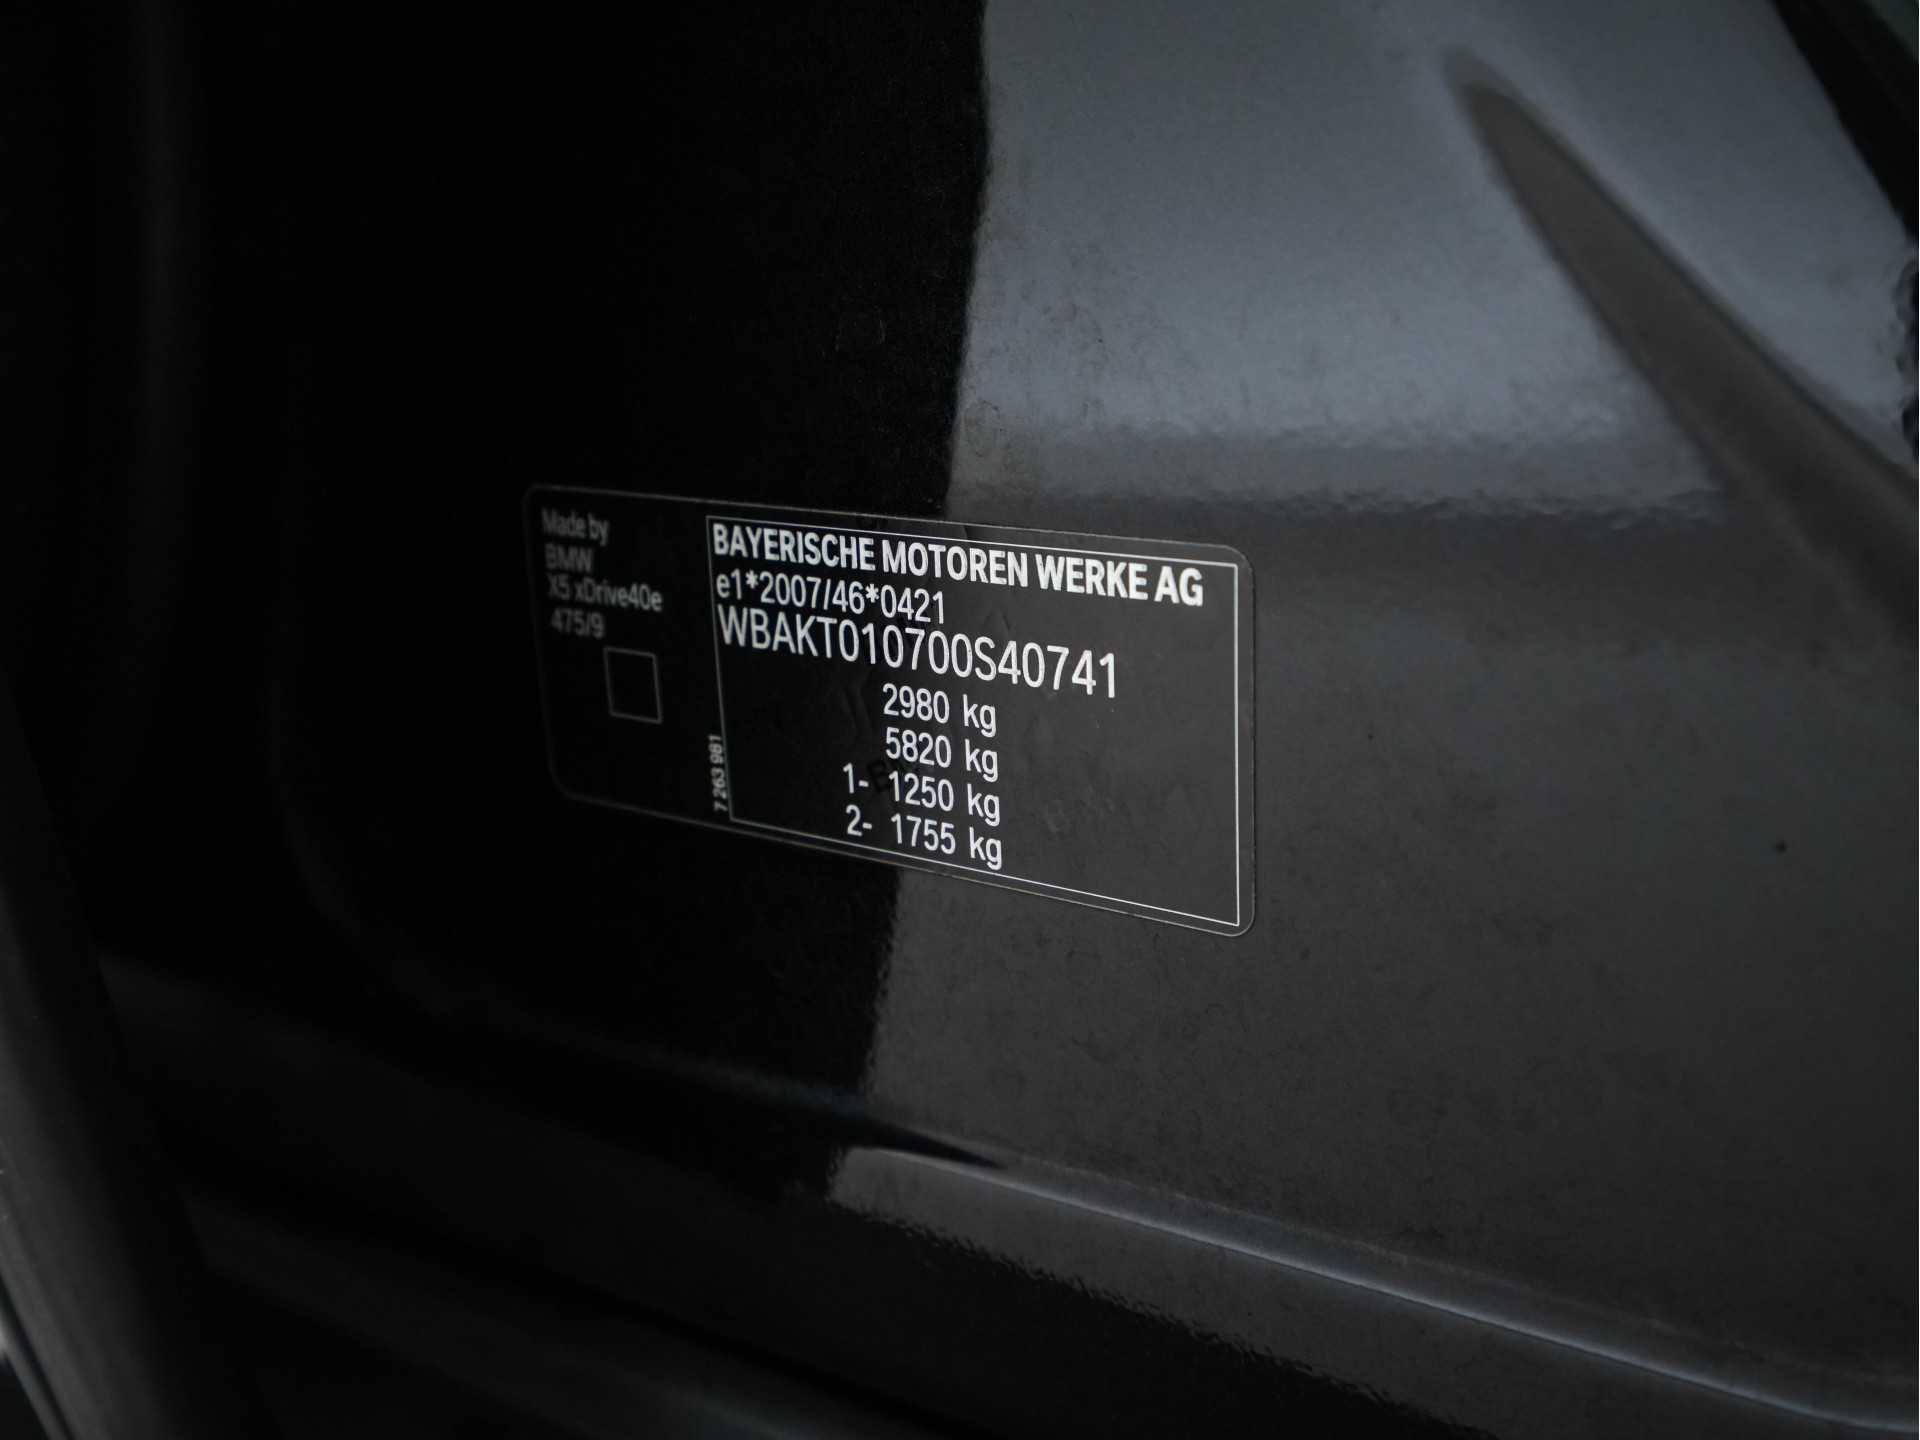 Made by
BMW
X5 xDrive40e
475/9
7 263 981
BAYERISCHE MOTOREN WERKE AG
e1*2007/46*0421
WBAKT010700S40741
2980 kg
5820 kg
1- 1250 kg
2- 1755 kg